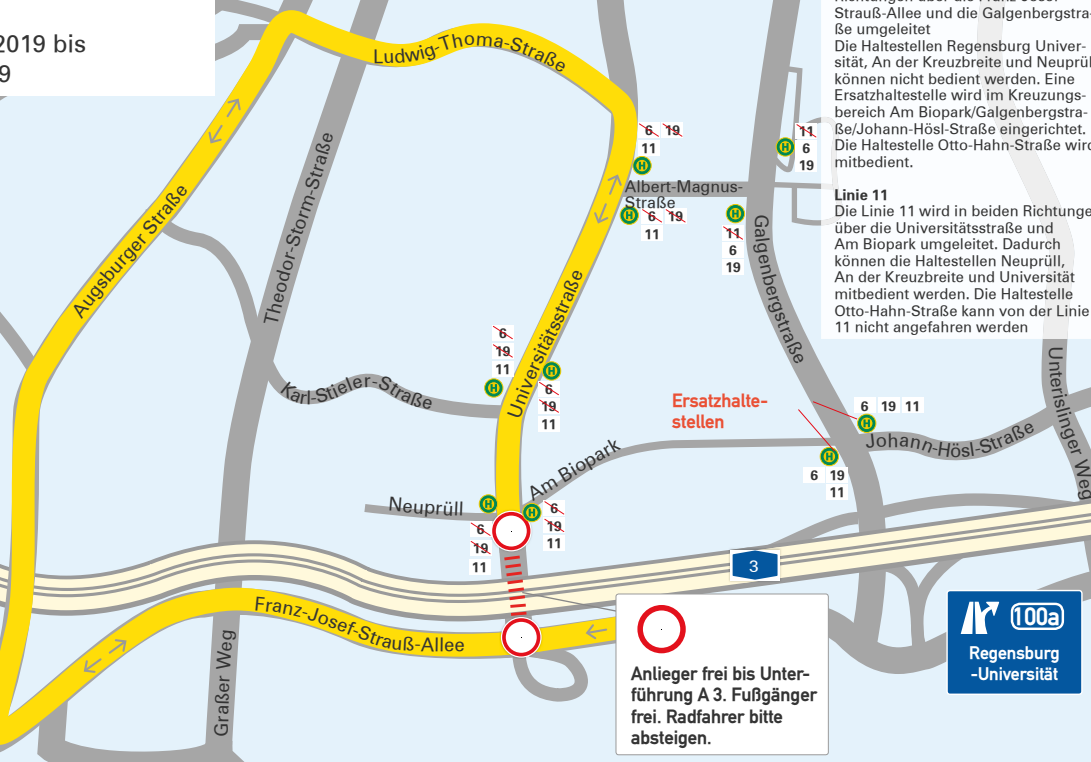 2019 bis
9
Richtungen über die Franz-Josef-
Strauß-Allee und die Galgenbergstra-
ße umgeleitet
Die Haltestellen Regensburg Univer-
sität, An der Kreuzbreite und Neuprül
können nicht bedient werden. Eine
Ersatzhaltestelle wird im Kreuzungs-
bereich Am Biopark/Galgenbergstra-
ße/Johann-Hösl-Straße eingerichtet.
Die Haltestelle Otto-Hahn-Straße wird
mitbedient.
Linie 11
Die Linie 11 wird in beiden Richtunge
über die Universitätsstraße und
Am Biopark umgeleitet. Dadurch
können die Haltestellen Neuprüll,
An der Kreuzbreite und Universität
mitbedient werden. Die Haltestelle
Otto-Hahn-Straße kann von der Linie
11 nicht angefahren werden
Ludwig-Thoma-Straße
Augsburger Straße
Theodor-Storm-Straße
6 19
11
H
Albert-Magnus-
Straße
H 6 19
11
11
H 6
19
H
11
6
19
Galgenbergstraße
Universitätsstraße
6
19
11
H
H
6
19
11
Karl-Stieler-Straße
Ersatzhalte-
stellen
6 19 11
H
Johann-Hösl-Straße
H
6 19
11
Unterislinger Weg
Am Biopark
Neuprüll
H
6
19
11
H 6
19
11
3
Franz-Josef-Strauß-Allee
Graßer Weg
Anlieger frei bis Unter-
führung A 3. Fußgänger
frei. Radfahrer bitte
absteigen.
100a
Regensburg
-Universität